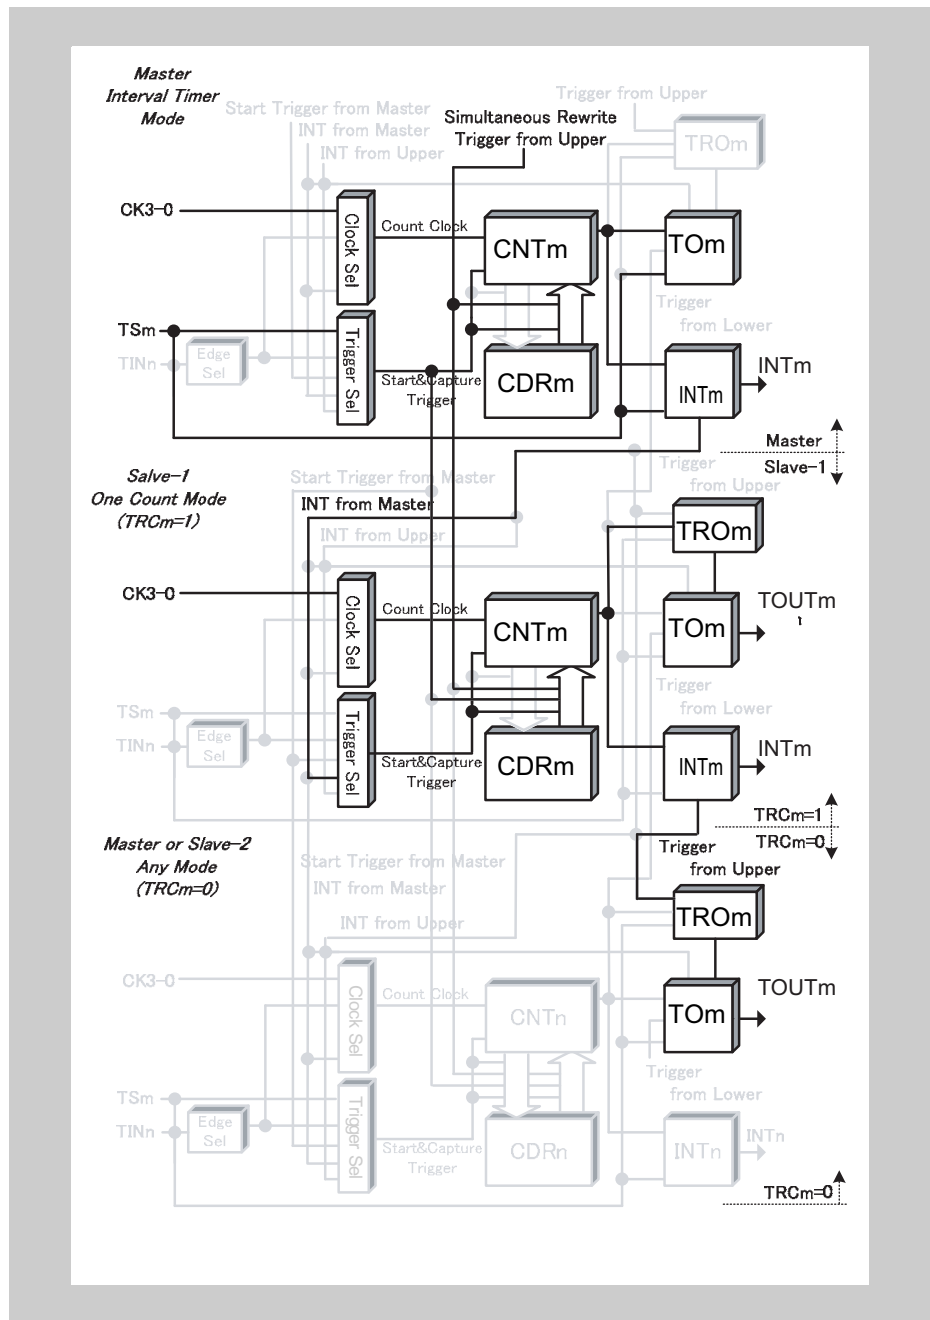 Master
Interval Timer
Mode
Start Trigger from Master
INT from Master
INT from Upper
Simultaneous Rewrite
Trigger from Upper
Trigger from Upper
TROm
CK3-0
Clock Sel
Count Clock
CNTm
TOm
Trigger
from Lower
TSm
TINn
Edge
Sel
Trigger Sel
Start&Capture
Trigger
CDRm
INTm
INTm
Master
Slave-1
Salve-1
One Count Mode
(TRCm=1)
Start Trigger from Master
INT from Master
INT from Upper
Trigger
from Upper
TROm
CK3-0
Clock Sel
Count Clock
CNTm
TOm
TOUTm
Trigger
from Lower
TSm
TINn
Edge
Sel
Trigger Sel
Start&Capture
Trigger
CDRm
INTm
INTm
TRCm=1
TRCm=0
Master or Slave-2
Any Mode
(TRCm=0)
Start Trigger from Master
INT from Master
INT from Upper
Trigger
from Upper
TROm
CK3-0
Clock Sel
Count Clock
CNTn
TOm
TOUTm
Trigger
from Lower
TSm
TINn
Edge
Sel
Trigger Sel
Start&Capture
Trigger
CDRn
INTn
INTn
TRCm=0